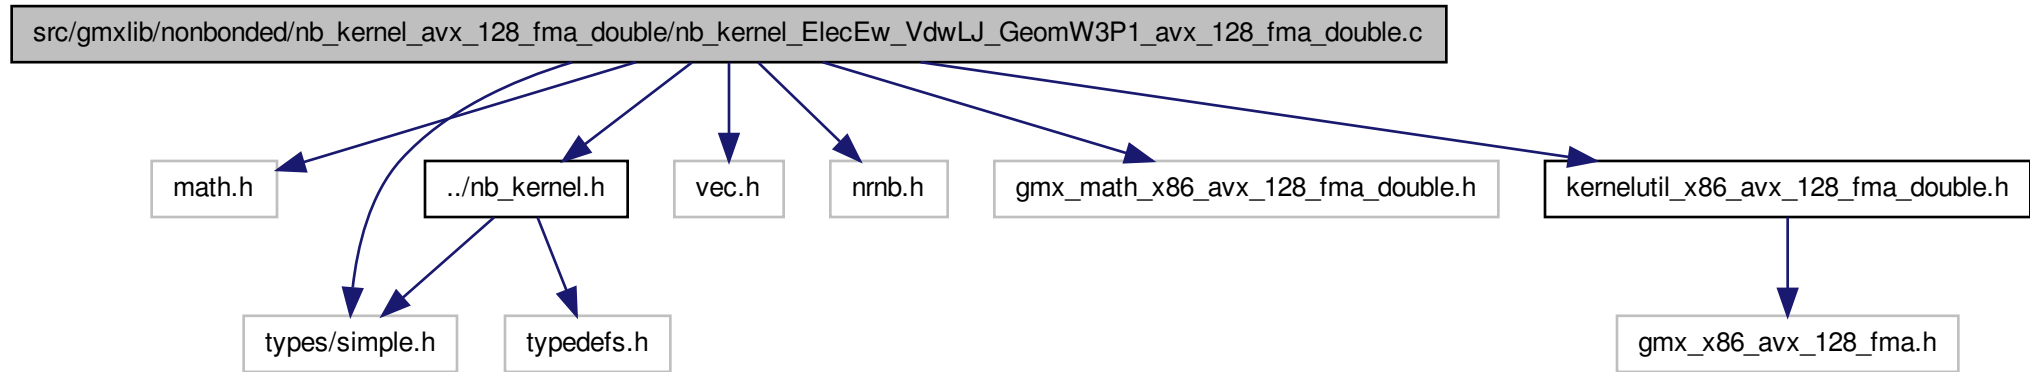 src/gmxlib/nonbonded/nb_kernel_avx_128_fma_double/nb_kernel_ElecEw_VdwLJ_GeomW3P1_avx_128_fma_double.c
math.h
../nb_kernel.h
vec.h
nrnb.h
gmx_math_x86_avx_128_fma_double.h
kernelutil_x86_avx_128_fma_double.h
types/simple.h
typedefs.h
gmx_x86_avx_128_fma.h